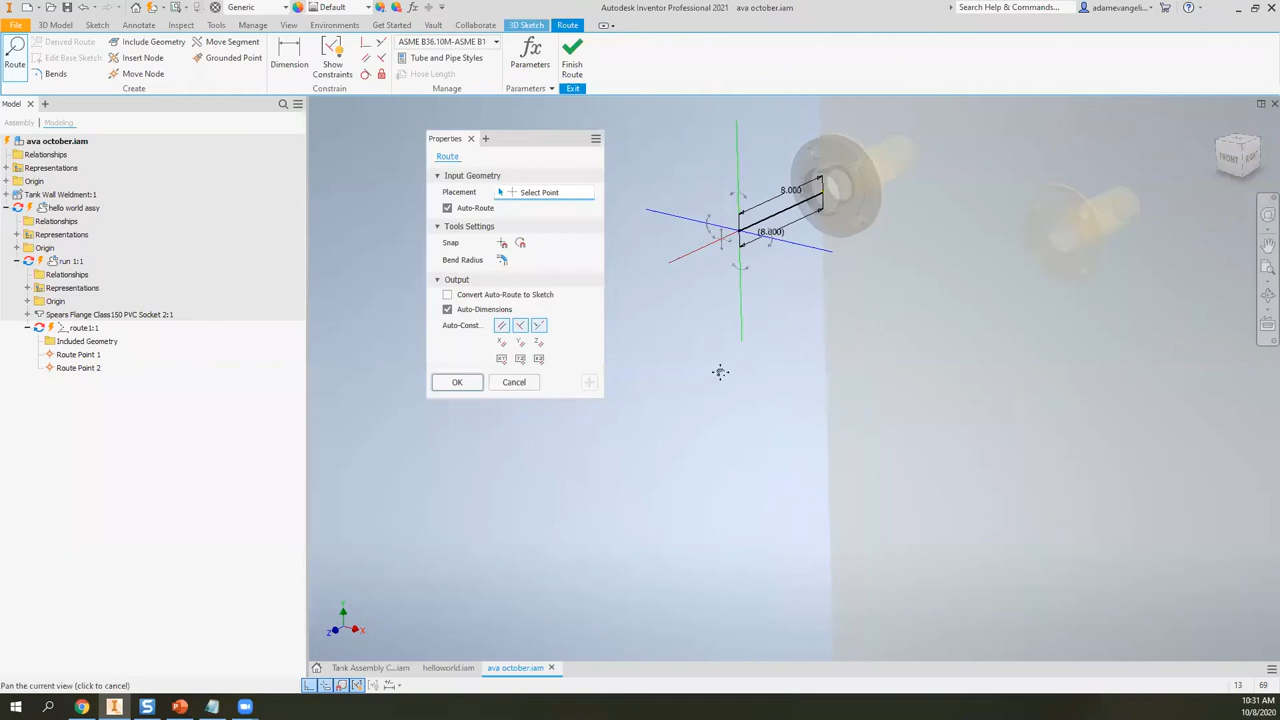 Generic
Default
Autodesk Inventor Professional 2021 ava october.iam
Search Help & Commands...
adamevangeli...
File 3D Model Sketch Annotate Inspect Tools Manage View Environments Get Started Vault Collaborate 3D Sketch Route
Route
Derived Route
Edit Base Sketch
Bends
Include Geometry
Insert Node
Move Node
Move Segment
Grounded Point
Create
Dimension
Show Constraints
Constrain
ASME B36.10M-ASME B1
Tube and Pipe Styles
Hose Length
Manage
fx
Parameters
Parameters
Finish Route
Exit
Model
Assembly Modeling
ava october.iam
Relationships
Representations
Origin
Tank Wall Weldment:1
hello world assy
Relationships
Representations
Origin
run 1:1
Relationships
Representations
Origin
Spears Flange Class150 PVC Socket 2:1
route1:1
Included Geometry
Route Point 1
Route Point 2
Properties
Route
Input Geometry
Placement Select Point
Auto-Route
Tools Settings
Snap
Bend Radius
Output
Convert Auto-Route to Sketch
Auto-Dimensions
Auto-Const...
OK Cancel
8.000
(8.000)
FRONT RIGHT
Y
Z X
Tank Assembly C...iam helloworld.iam ava october.iam
Pan the current view (click to cancel)
13 69
10:31 AM
10/8/2020